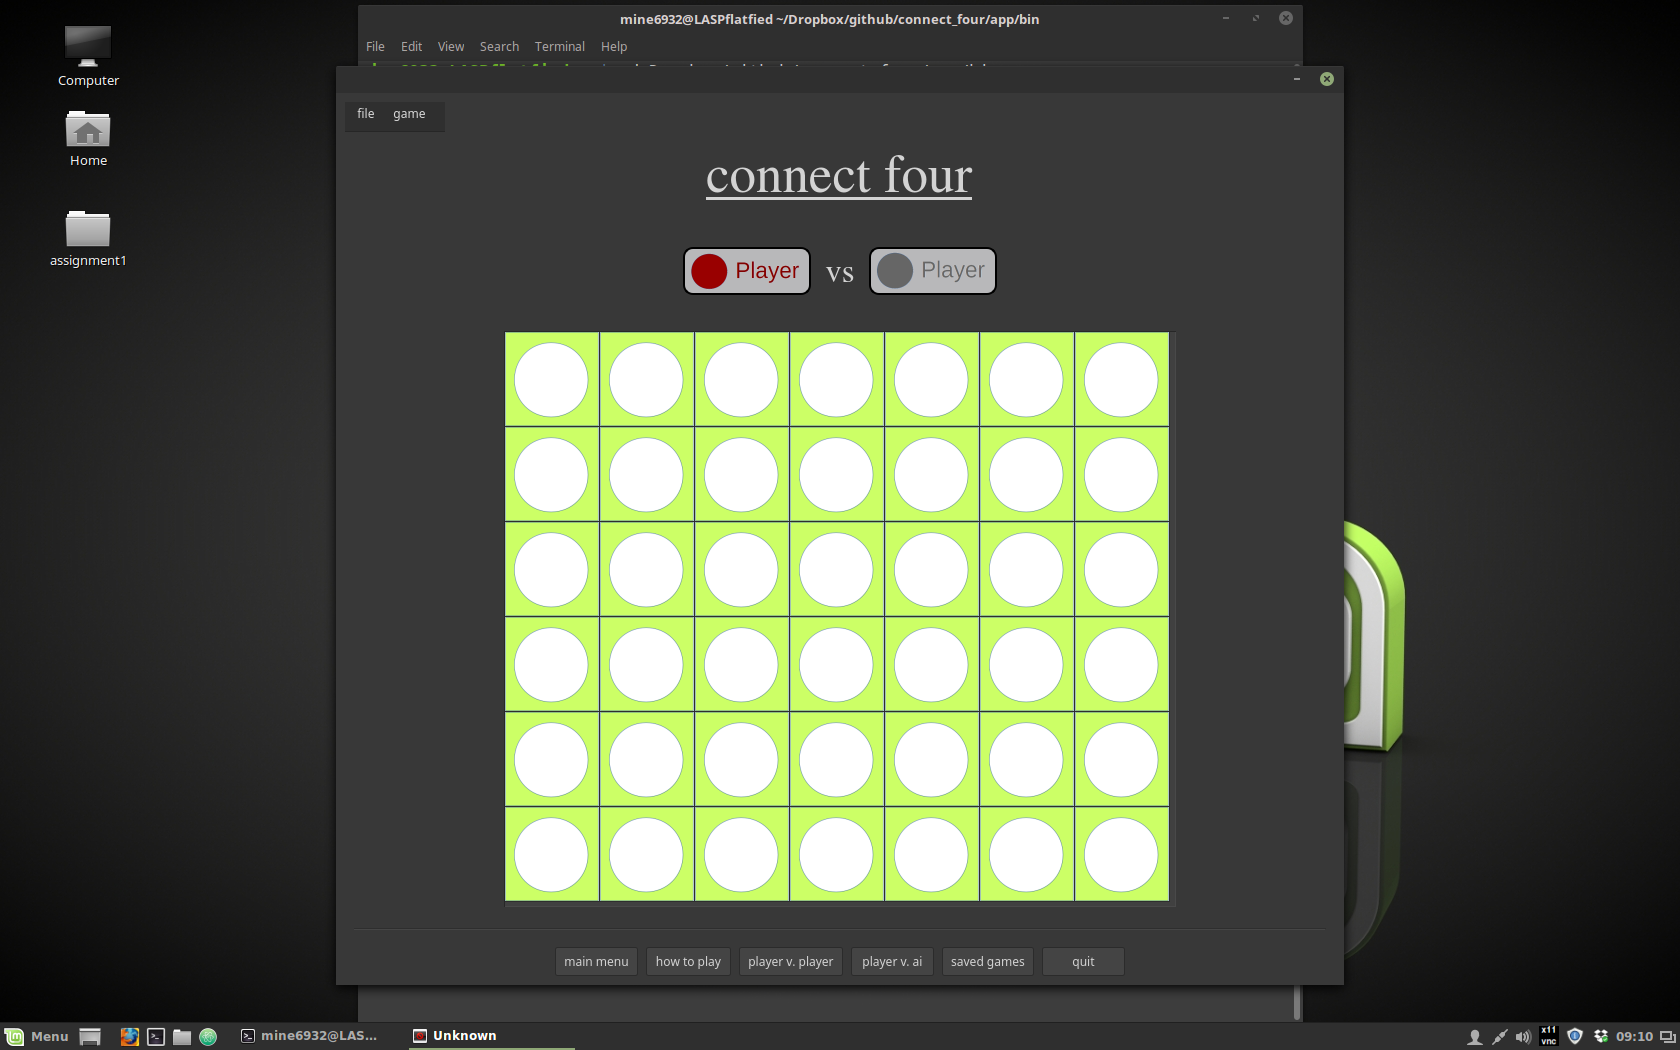 mine6932@LASPflatfied ~/Dropbox/github/connect_four/app/bin
File Edit View Search Terminal Help
Computer
Home
assignment1
file game
connect four
Player vs Player
main menu how to play player v. player player v. ai saved games quit
Menu mine6932@LAS... Unknown x11 vnc 09:10